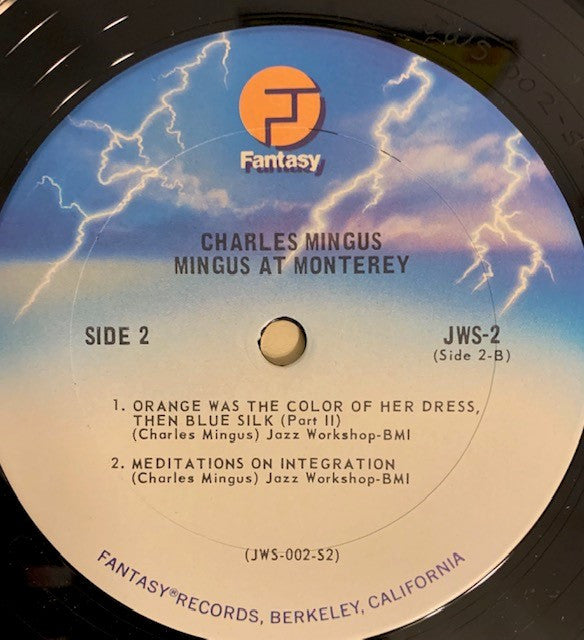 Fantasy
CHARLES MINGUS
MINGUS AT MONTEREY
SIDE 2
JWS-2
(Side 2-B)
1. ORANGE WAS THE COLOR OF HER DRESS,
THEN BLUE SILK (Part II)
(Charles Mingus) Jazz Workshop-BMI
2. MEDITATIONS ON INTEGRATION
(Charles Mingus) Jazz Workshop-BMI
(JWS-002-S2)
FANTASY® RECORDS, BERKELEY, CALIFORNIA